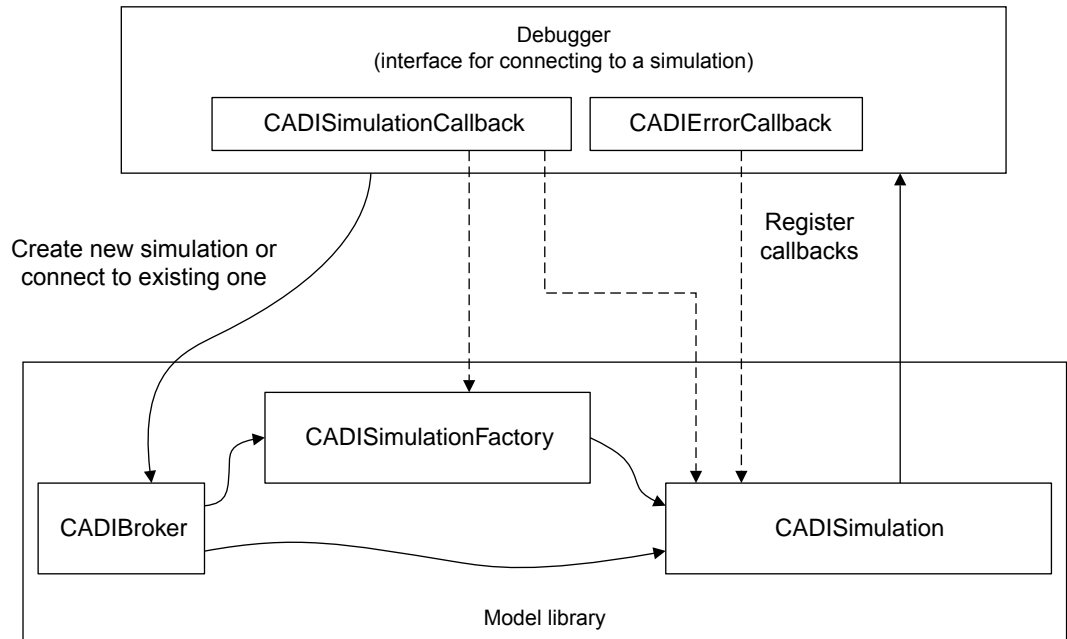 Debugger
(interface for connecting to a simulation)
CADISimulationCallback
CADIErrorCallback
Create new simulation or
connect to existing one
Register
callbacks
CADISimulationFactory
CADIBroker
CADISimulation
Model library